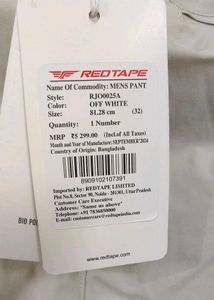 REDTAPE
Name Of Commodity: MENS PANT
Style: RJO0025A
Color: OFF WHITE
Size: 81.28 cm (32)
Quantity: 1 Number
MRP ₹5 299.00 (Incl.of All Taxes)
Month and Year of Manufacture: SEPTEMBER'2024
Country of Origin: Bangladesh
8909102107391
Imported by: REDTAPE LIMITED
Plot No.8, Sector 90, Noida - 201301, Uttar Pradesh
Customer Care Executive
Address: "Same as above"
Telephone: +91 7836850000
E-mail: customercare@redtapeindia.com
BIO PO
www.redtape.com